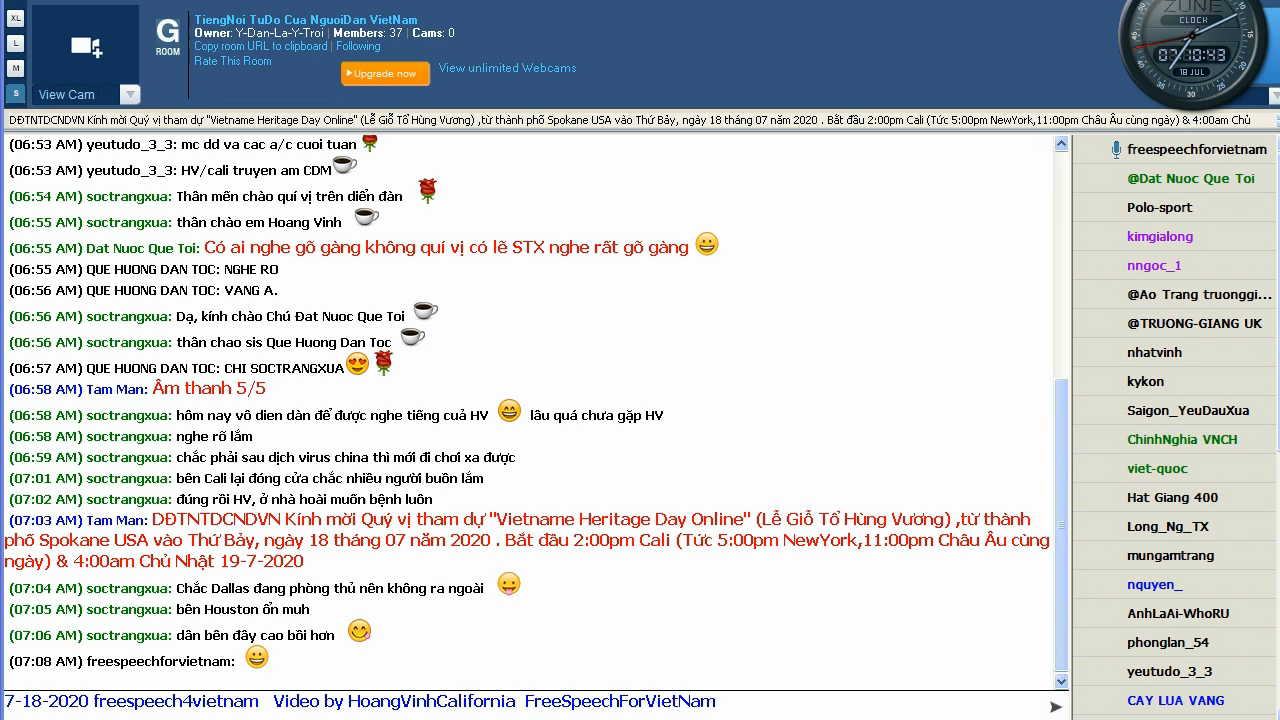 XL
L
M
S
View Cam
G
ROOM
TiengNoi TuDo Cua NguoiDan VietNam
Owner: Y-Dan-La-Y-Troi | Members: 37 | Cams: 0
Copy room URL to clipboard | Following
Rate This Room
Upgrade now
View unlimited Webcams
ZUNE
CLOCK
18 JUL
DĐTNTDCNDVN Kính mời Quý vị tham dự "Vietname Heritage Day Online" (Lễ Giỗ Tổ Hùng Vương) ,từ thành phố Spokane USA vào Thứ Bảy, ngày 18 tháng 07 năm 2020 . Bắt đầu 2:00pm Cali (Tức 5:00pm NewYork,11:00pm Châu Âu cùng ngày) & 4:00am Chủ
(06:53 AM) yeutudo_3_3: mc dd va cac a/c cuoi tuan
(06:53 AM) yeutudo_3_3: HV/cali truyen am CDM
(06:54 AM) soctrangxua: Thân mến chào quí vị trên diển đàn
(06:55 AM) soctrangxua: thân chào em Hoang Vinh
(06:55 AM) Dat Nuoc Que Toi: Có ai nghe gõ gàng không quí vị có lẽ STX nghe rất gõ gàng
(06:55 AM) QUE HUONG DAN TOC: NGHE RO
(06:56 AM) QUE HUONG DAN TOC: VANG A.
(06:56 AM) soctrangxua: Dạ, kính chào Chú Đat Nuoc Que Toi
(06:56 AM) soctrangxua: thân chao sis Que Huong Dan Toc
(06:57 AM) QUE HUONG DAN TOC: CHI SOCTRANGXUA
(06:58 AM) Tam Man: Âm thanh 5/5
(06:58 AM) soctrangxua: hôm nay vô dien dàn để được nghe tiếng cuả HV lâu quá chưa gặp HV
(06:58 AM) soctrangxua: nghe rõ lắm
(06:59 AM) soctrangxua: chắc phải sau dịch virus china thì mới đi chơi xa được
(07:01 AM) soctrangxua: bên Cali lại đóng cửa chắc nhiều người buồn lắm
(07:02 AM) soctrangxua: đúng rồi HV, ở nhà hoài muốn bệnh luôn
(07:03 AM) Tam Man: DĐTNTDCNDVN Kính mời Quý vị tham dự "Vietname Heritage Day Online" (Lễ Giỗ Tổ Hùng Vương) ,từ thành
phố Spokane USA vào Thứ Bảy, ngày 18 tháng 07 năm 2020 . Bắt đầu 2:00pm Cali (Tức 5:00pm NewYork,11:00pm Châu Âu cùng
ngày) & 4:00am Chủ Nhật 19-7-2020
(07:04 AM) soctrangxua: Chắc Dallas đang phòng thủ nên không ra ngoài
(07:05 AM) soctrangxua: bên Houston ổn muh
(07:06 AM) soctrangxua: dân bên đây cao bồi hơn
(07:08 AM) freespeechforvietnam:
7-18-2020 freespeech4vietnam Video by HoangVinhCalifornia FreeSpeechForVietNam
freespeechforvietnam
@Dat Nuoc Que Toi
Polo-sport
kimgialong
nngoc_1
@Ao Trang truonggi...
@TRUONG-GIANG UK
nhatvinh
kykon
Saigon_YeuDauXua
ChinhNghia VNCH
viet-quoc
Hat Giang 400
Long_Ng_TX
mungamtrang
nguyen_
AnhLaAi-WhoRU
phonglan_54
yeutudo_3_3
CAY LUA VANG